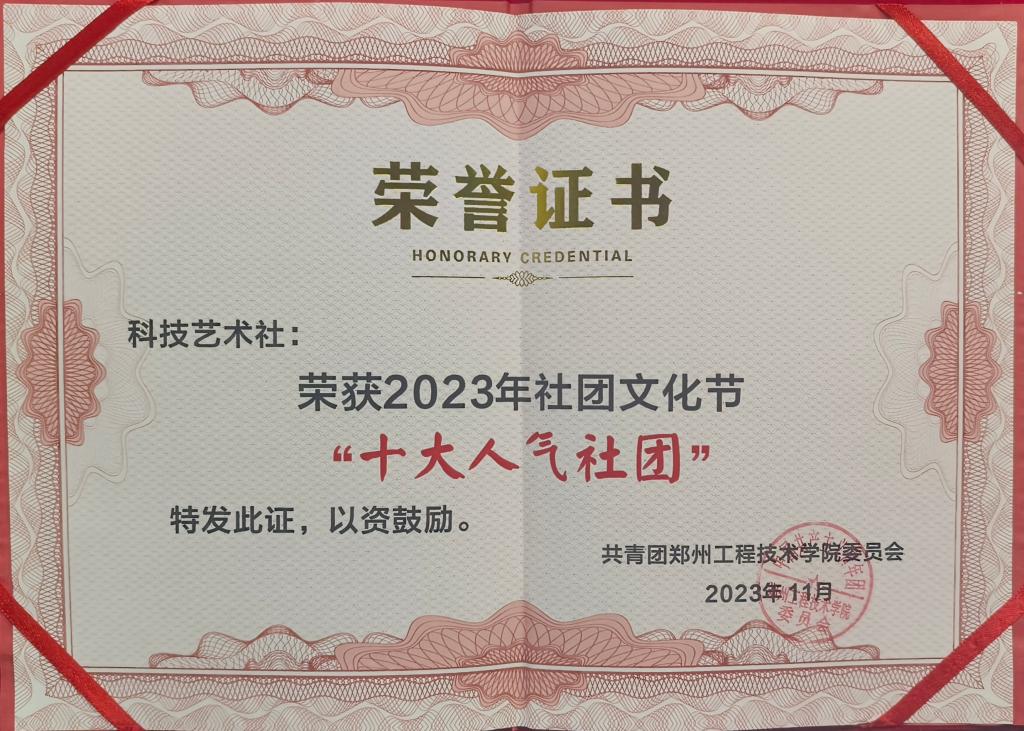 荣誉证书
HONORARY CREDENTIAL
科技艺术社：
荣获2023年社团文化节
“十大人气社团”
特发此证，以资鼓励。
共青团郑州工程技术学院委员会
2023年11月
委员会